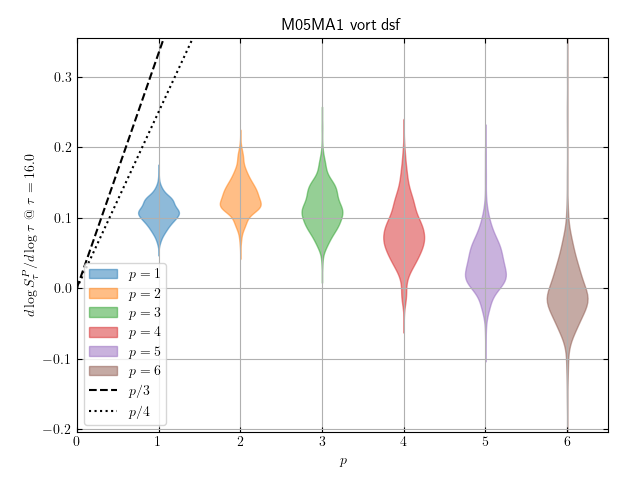 M05MA1 vort dsf
d log S_τ^P / d log τ @ τ = 16.0
0.3
0.2
0.1
0.0
−0.1
−0.2
p = 1
p = 2
p = 3
p = 4
p = 5
p = 6
p/3
p/4
0 1 2 3 4 5 6
p